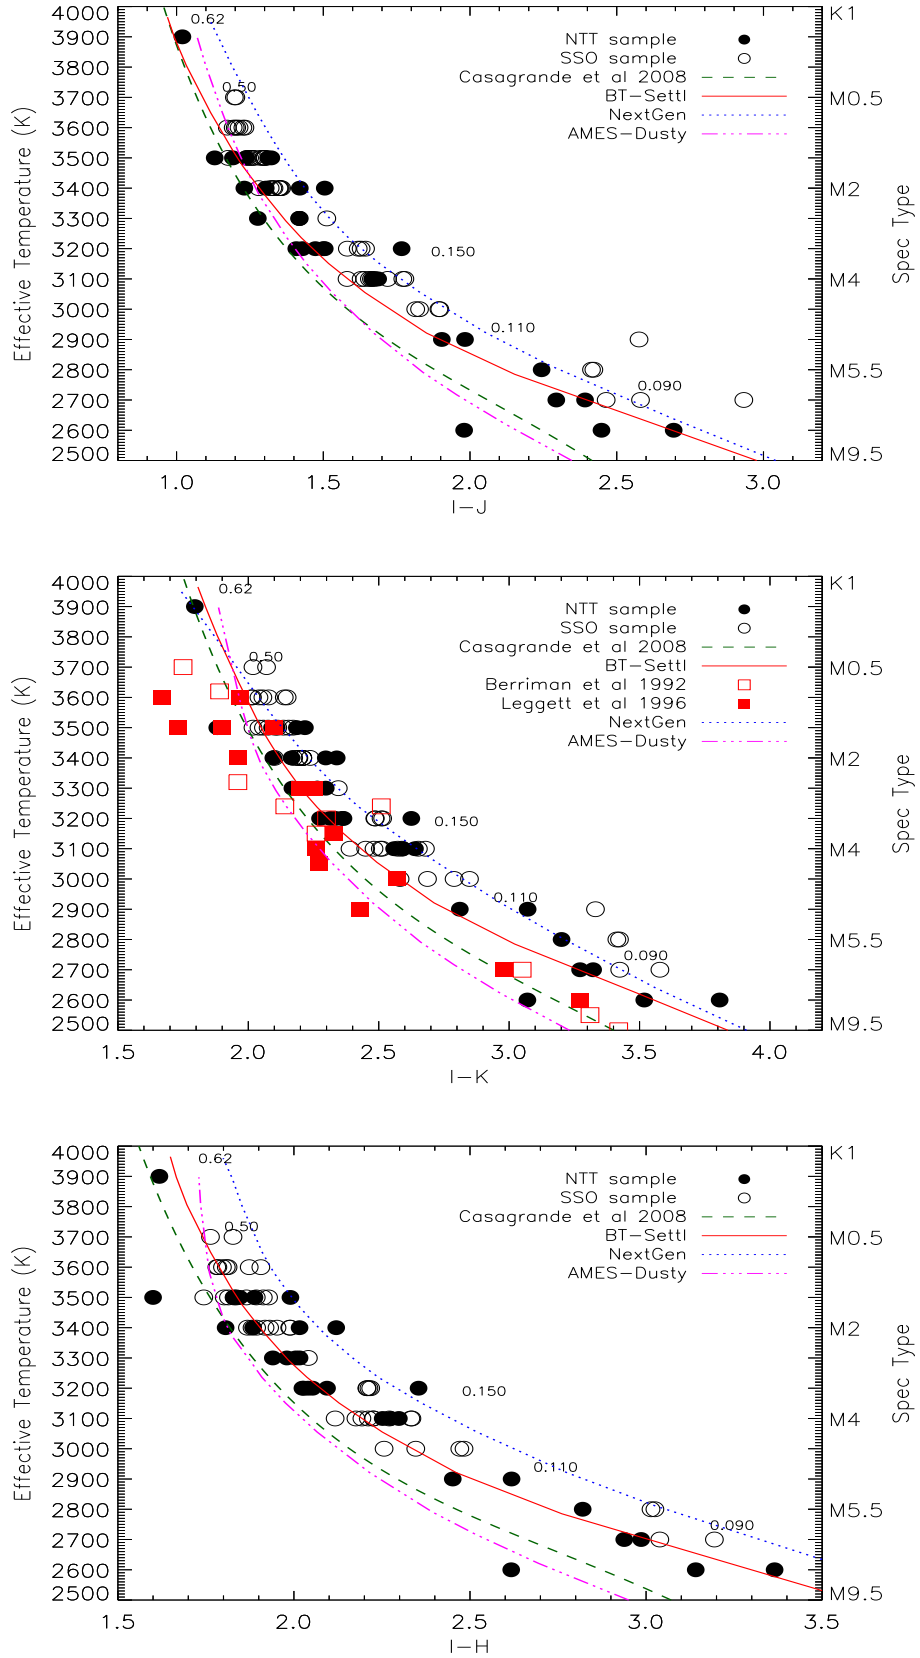 4000
3900
3800
3700
3600
3500
3400
3300
3200
3100
3000
2900
2800
2700
2600
2500
Effective Temperature (K)
0.62
0.50
0.150
0.110
0.090
NTT sample
SSO sample
Casagrande et al 2008
BT-Settl
NextGen
AMES-Dusty
K1
M0.5
M2
M4
M5.5
M9.5
Spec Type
1.0 1.5 2.0 2.5 3.0
I-J
4000
3900
3800
3700
3600
3500
3400
3300
3200
3100
3000
2900
2800
2700
2600
2500
Effective Temperature (K)
0.62
0.50
0.150
0.110
0.090
NTT sample
SSO sample
Casagrande et al 2008
BT-Settl
Berriman et al 1992
Leggett et al 1996
NextGen
AMES-Dusty
K1
M0.5
M2
M4
M5.5
M9.5
Spec Type
1.5 2.0 2.5 3.0 3.5 4.0
I-K
4000
3900
3800
3700
3600
3500
3400
3300
3200
3100
3000
2900
2800
2700
2600
2500
Effective Temperature (K)
0.62
0.50
0.150
0.110
0.090
NTT sample
SSO sample
Casagrande et al 2008
BT-Settl
NextGen
AMES-Dusty
K1
M0.5
M2
M4
M5.5
M9.5
Spec Type
1.5 2.0 2.5 3.0 3.5
I-H